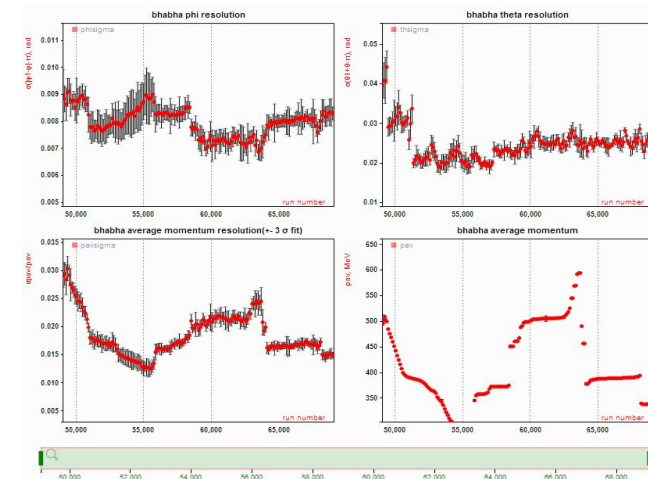 bhabha phi resolution
phisigma
σ(|φ1-φ|-π), rad
0.011
0.010
0.009
0.008
0.007
0.006
0.005
50,000 55,000 60,000 65,000
run number
bhabha theta resolution
thsigma
σ(θ1+θ-π), rad
0.05
0.04
0.03
0.02
0.01
50,000 55,000 60,000 65,000
run number
bhabha average momentum resolution(+- 3 σ fit)
pavsigma
σpav/pav
0.035
0.030
0.025
0.020
0.015
0.010
0.005
50,000 55,000 60,000 65,000
run number
bhabha average momentum
pav
pav, MeV
650
600
550
500
450
400
350
50,000 55,000 60,000 65,000
run number
50,000 52,000 54,000 56,000 58,000 60,000 62,000 64,000 66,000 68,000